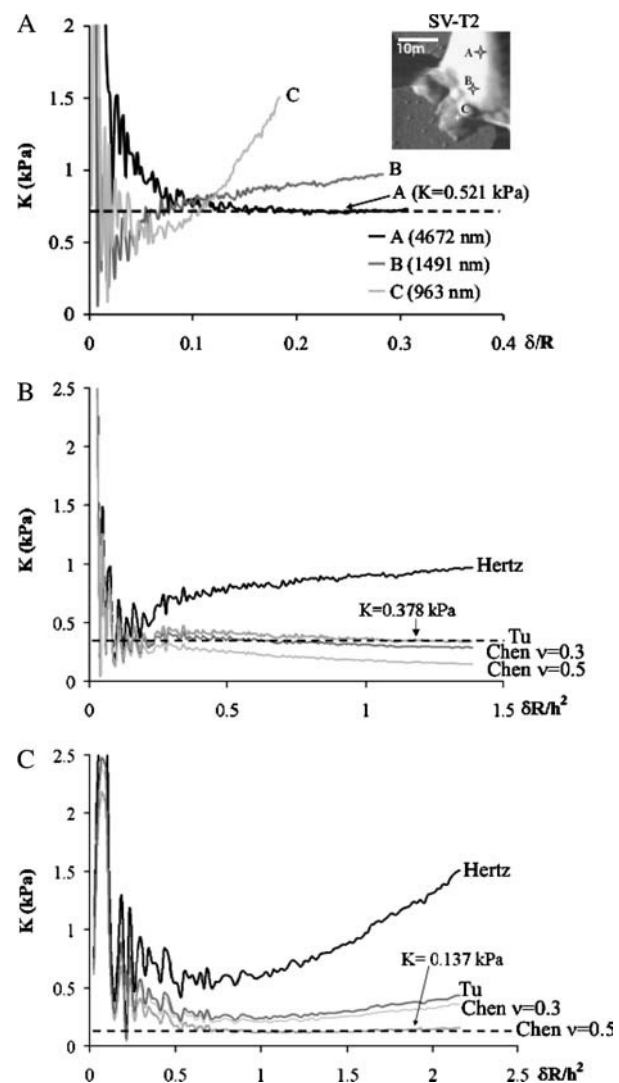 A
SV-T2
10m
A
B
C
2
1.5
1
0.5
0
K (kPa)
C
B
A (K=0.521 kPa)
A (4672 nm)
B (1491 nm)
C (963 nm)
0 0.1 0.2 0.3 0.4
δ/R
B
2.5
2
1.5
1
0.5
0
K (kPa)
Hertz
K=0.378 kPa
Tu
Chen ν=0.3
Chen ν=0.5
0 0.5 1 1.5 δR/h²
C
2.5
2
1.5
1
0.5
0
K (kPa)
Hertz
K= 0.137 kPa
Tu
Chen ν=0.3
Chen ν=0.5
0 0.5 1 1.5 2 2.5
δR/h²